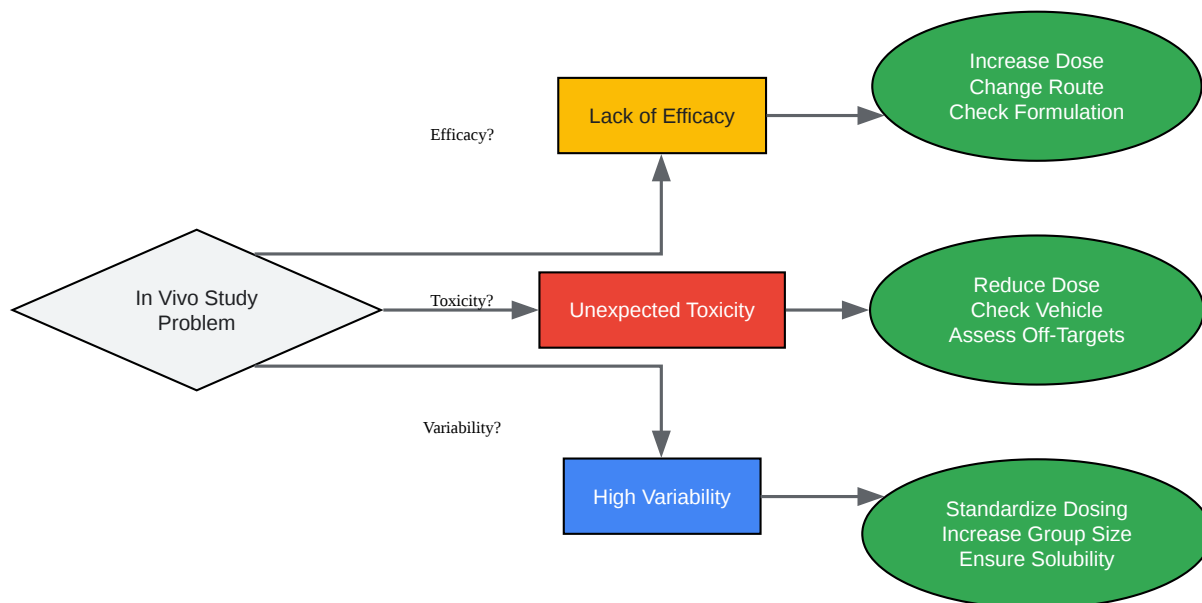 In Vivo Study
Problem
Efficacy?
Lack of Efficacy
Increase Dose
Change Route
Check Formulation
Toxicity?
Unexpected Toxicity
Reduce Dose
Check Vehicle
Assess Off-Targets
Variability?
High Variability
Standardize Dosing
Increase Group Size
Ensure Solubility